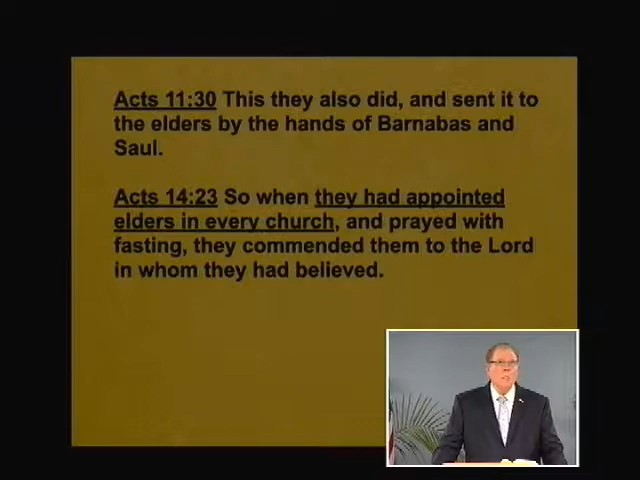 Acts 11:30 This they also did, and sent it to
the elders by the hands of Barnabas and
Saul.
Acts 14:23 So when they had appointed
elders in every church, and prayed with
fasting, they commended them to the Lord
in whom they had believed.